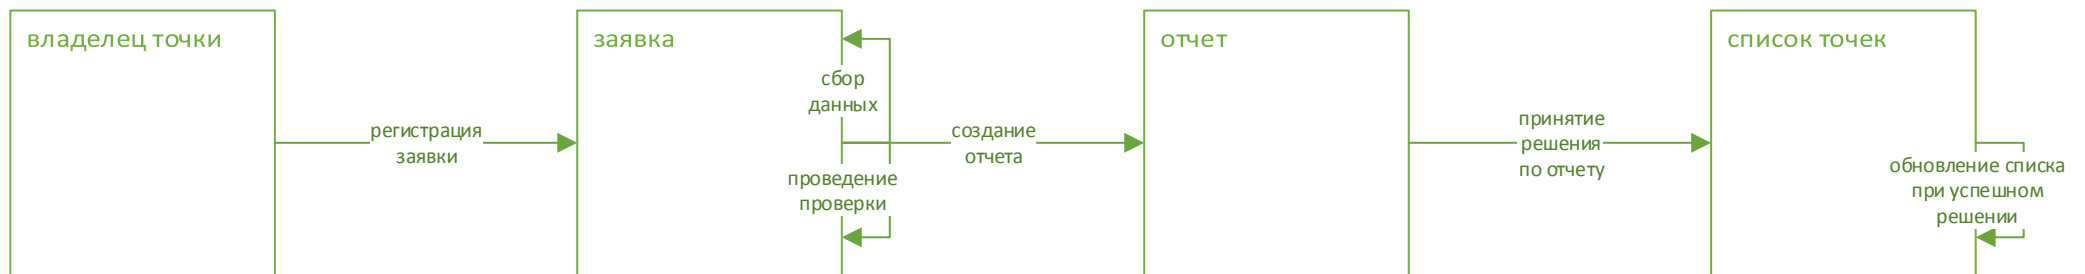 владелец точки
регистрация
заявки
заявка
сбор
данных
проведение
проверки
создание
отчета
отчет
принятие
решения
по отчету
список точек
обновление списка
при успешном
решении